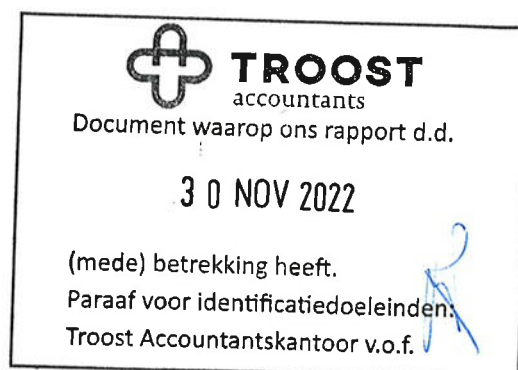 TROOST
accountants
Document waarop ons rapport d.d.
30 NOV 2022
(mede) betrekking heeft.
Paraaf voor identificatiedoeleinden:
Troost Accountantskantoor v.o.f.